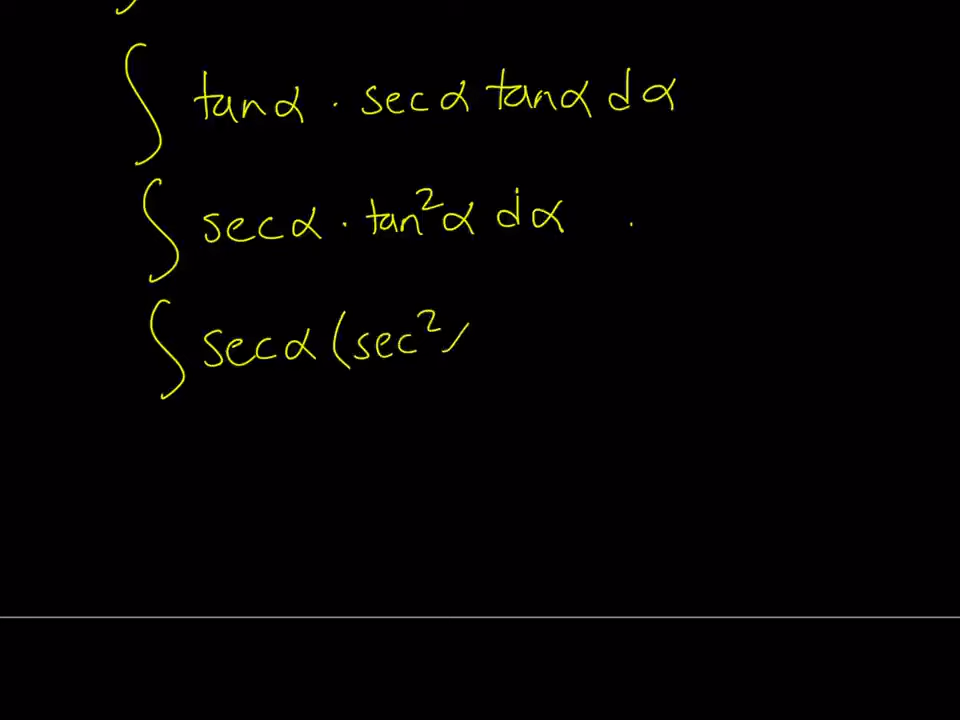 ∫ tanα · secα tanα dα
∫ secα · tan²α dα
∫ secα (sec²